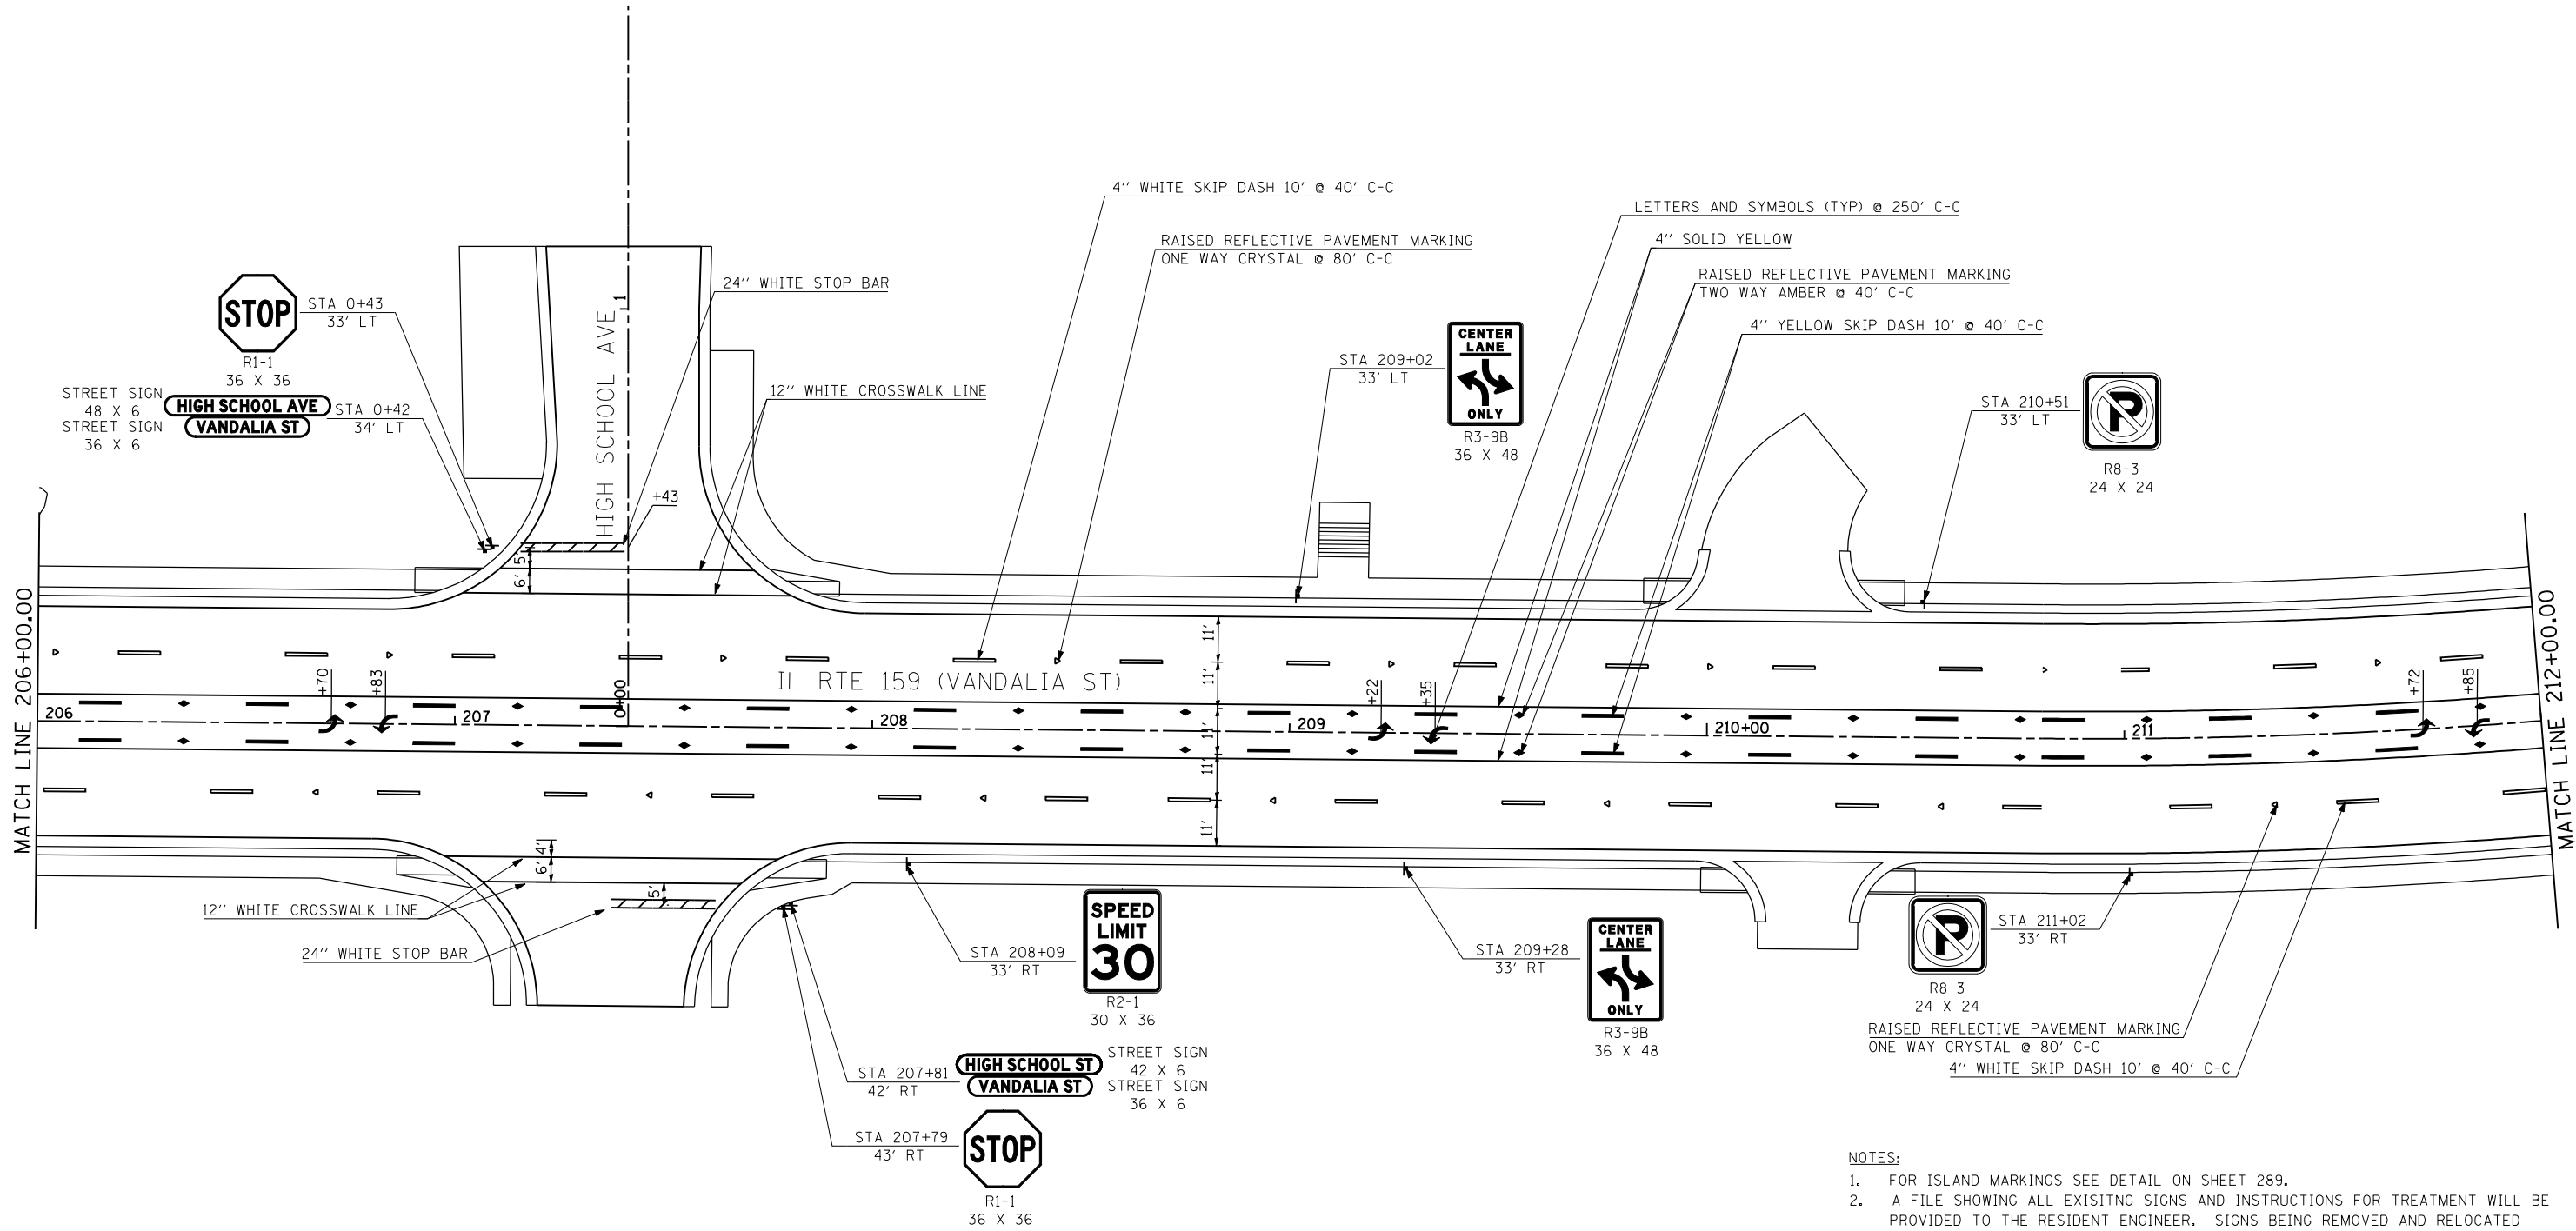 4" WHITE SKIP DASH 10' @ 40' C-C
LETTERS AND SYMBOLS (TYP) @ 250' C-C
RAISED REFLECTIVE PAVEMENT MARKING
ONE WAY CRYSTAL @ 80' C-C
4" SOLID YELLOW
RAISED REFLECTIVE PAVEMENT MARKING
TWO WAY AMBER @ 40' C-C
24" WHITE STOP BAR
4" YELLOW SKIP DASH 10' @ 40' C-C
STOP
STA 0+43
33' LT
R1-1
36 X 36
STREET SIGN
48 X 6
HIGH SCHOOL AVE
STREET SIGN
36 X 6
VANDALIA ST
STA 0+42
34' LT
HIGH SCHOOL AVE
1
12" WHITE CROSSWALK LINE
+43
5'
6'
STA 209+02
33' LT
CENTER
LANE
ONLY
R3-9B
36 X 48
STA 210+51
33' LT
P
R8-3
24 X 24
MATCH LINE 206+00.00
MATCH LINE 212+00.00
IL RTE 159 (VANDALIA ST)
11'
11'
11'
11'
11'
+70
+83
0+00
+22
+35
+72
+85
206
207
208
209
210+00
211
4'
6'
5'
12" WHITE CROSSWALK LINE
24" WHITE STOP BAR
STA 208+09
33' RT
SPEED
LIMIT
30
R2-1
30 X 36
STA 209+28
33' RT
CENTER
LANE
ONLY
R3-9B
36 X 48
STA 211+02
33' RT
P
R8-3
24 X 24
RAISED REFLECTIVE PAVEMENT MARKING
ONE WAY CRYSTAL @ 80' C-C
4" WHITE SKIP DASH 10' @ 40' C-C
STA 207+81
42' RT
HIGH SCHOOL ST
VANDALIA ST
STREET SIGN
42 X 6
STREET SIGN
36 X 6
STA 207+79
43' RT
STOP
R1-1
36 X 36
NOTES:
1. FOR ISLAND MARKINGS SEE DETAIL ON SHEET 289.
2. A FILE SHOWING ALL EXISITNG SIGNS AND INSTRUCTIONS FOR TREATMENT WILL BE
PROVIDED TO THE RESIDENT ENGINEER. SIGNS BEING REMOVED AND RELOCATED